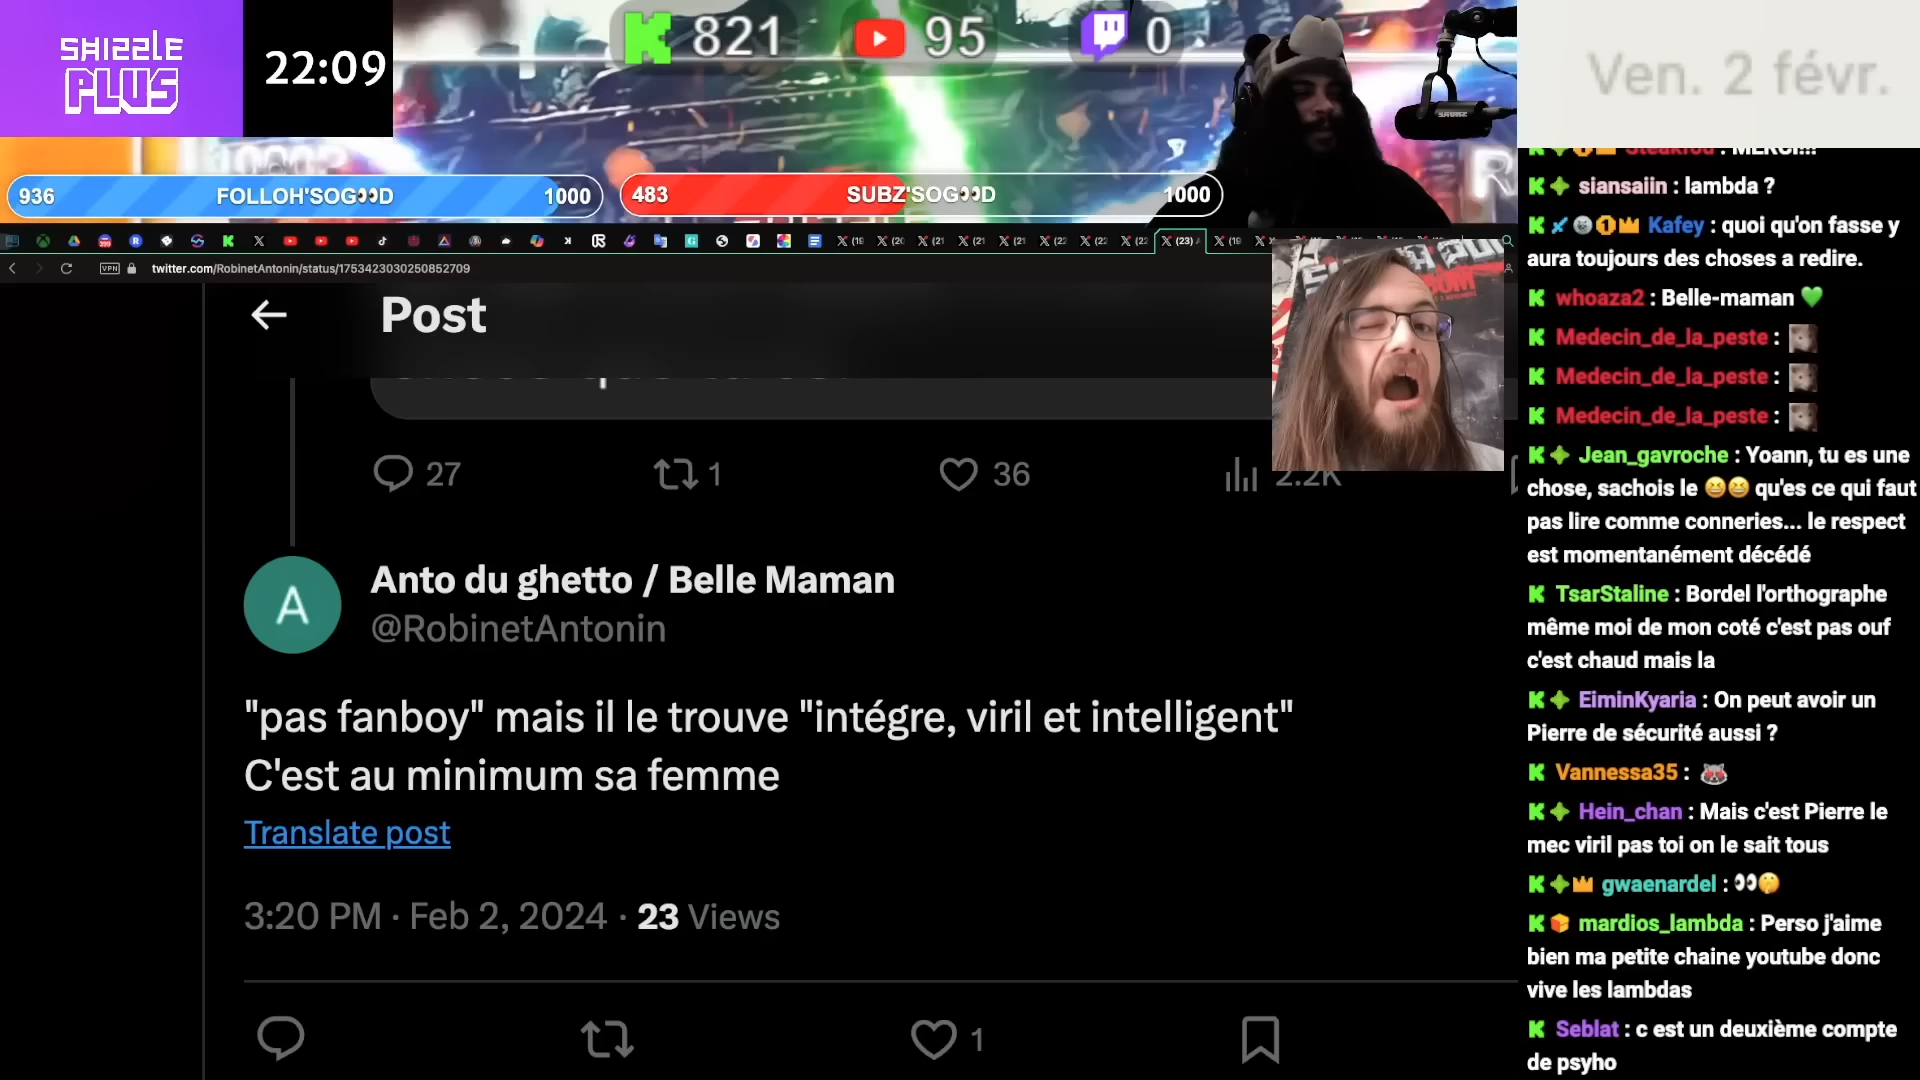 SHIZZLE
PLUS
22:09
821
95
0
Ven. 2 févr.
936 FOLLOH'SOG👀D 1000
483 SUBZ'SOG👀D 1000
twitter.com/RobinetAntonin/status/1753423030250852709
Post
27
1
36
2.2K
Anto du ghetto / Belle Maman
@RobinetAntonin
"pas fanboy" mais il le trouve "intégre, viril et intelligent"
C'est au minimum sa femme
Translate post
3:20 PM · Feb 2, 2024 · 23 Views
1
siansaiin : lambda ?
Kafey : quoi qu'on fasse y
aura toujours des choses a redire.
whoaza2 : Belle-maman 💚
Medecin_de_la_peste :
Medecin_de_la_peste :
Medecin_de_la_peste :
Jean_gavroche : Yoann, tu es une
chose, sachois le 😆😆 qu'es ce qui faut
pas lire comme conneries... le respect
est momentanément décédé
TsarStaline : Bordel l'orthographe
même moi de mon coté c'est pas ouf
c'est chaud mais la
EiminKyaria : On peut avoir un
Pierre de sécurité aussi ?
Vannessa35 :
Hein_chan : Mais c'est Pierre le
mec viril pas toi on le sait tous
gwaenardel : 👀🤫
mardios_lambda : Perso j'aime
bien ma petite chaine youtube donc
vive les lambdas
Seblat : c est un deuxième compte
de psyho